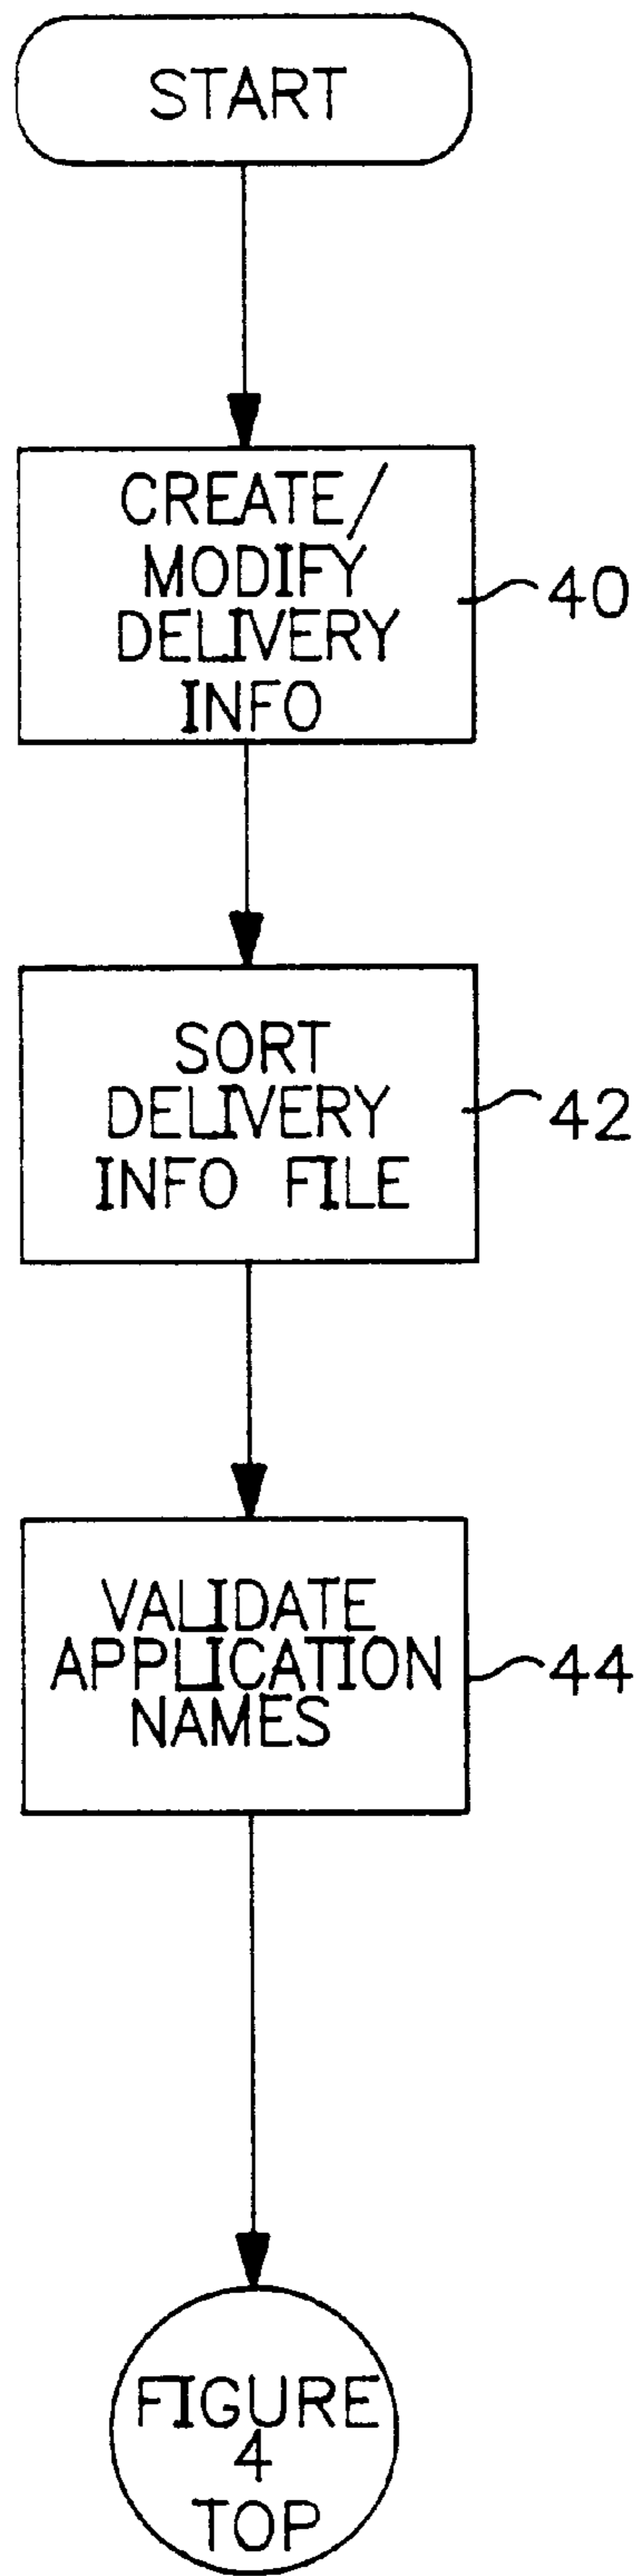 START
CREATE/
MODIFY
DELIVERY
INFO
40
SORT
DELIVERY
INFO FILE
42
VALIDATE
APPLICATION
NAMES
44
FIGURE
4
TOP